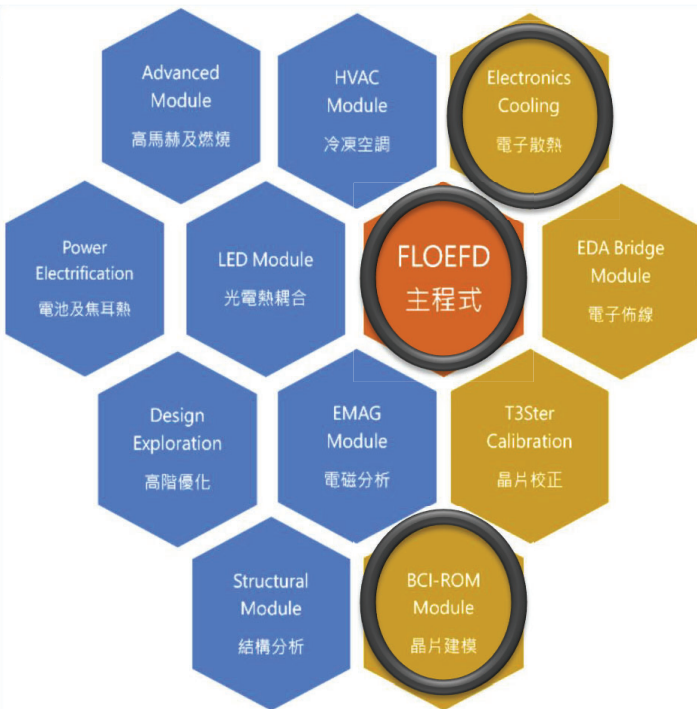 Advanced
Module
高馬赫及燃燒
HVAC
Module
冷凍空調
Electronics
Cooling
電子散熱
Power
Electrification
電池及焦耳熱
LED Module
光電熱耦合
FLOEFD
主程式
EDA Bridge
Module
電子佈線
Design
Exploration
高階優化
EMAG
Module
電磁分析
T3Ster
Calibration
晶片校正
Structural
Module
結構分析
BCI-ROM
Module
晶片建模